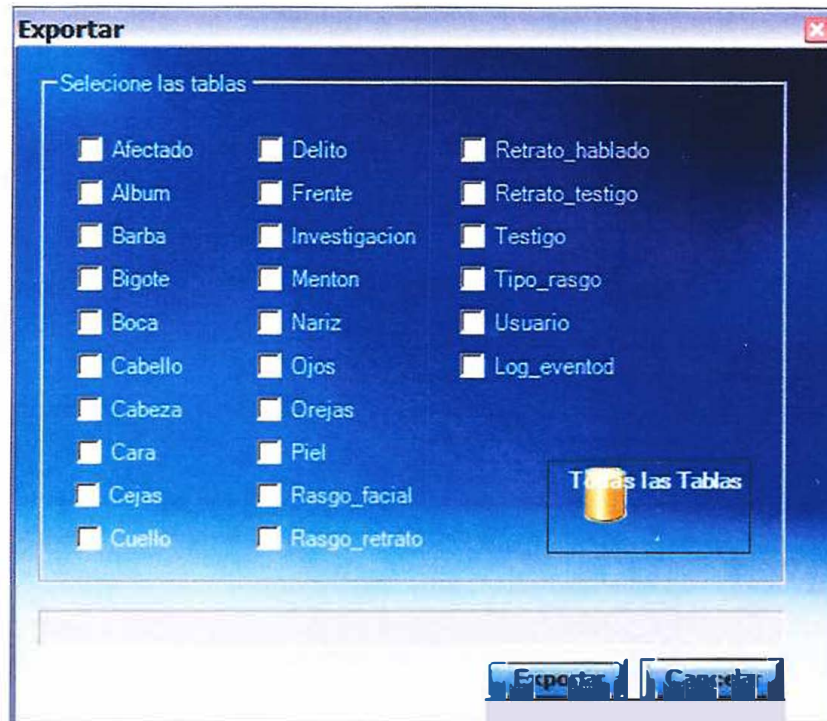 Exportar
Selecione las tablas
Afectado
Album
Barba
Bigote
Boca
Cabello
Cabeza
Cara
Cejas
Cuello
Delito
Frente
Investigacion
Menton
Nariz
Ojos
Orejas
Piel
Rasgo_facial
Rasgo_retrato
Retrato_hablado
Retrato_testigo
Testigo
Tipo_rasgo
Usuario
Log_eventod
Todas las Tablas
Exportar
Cancelar